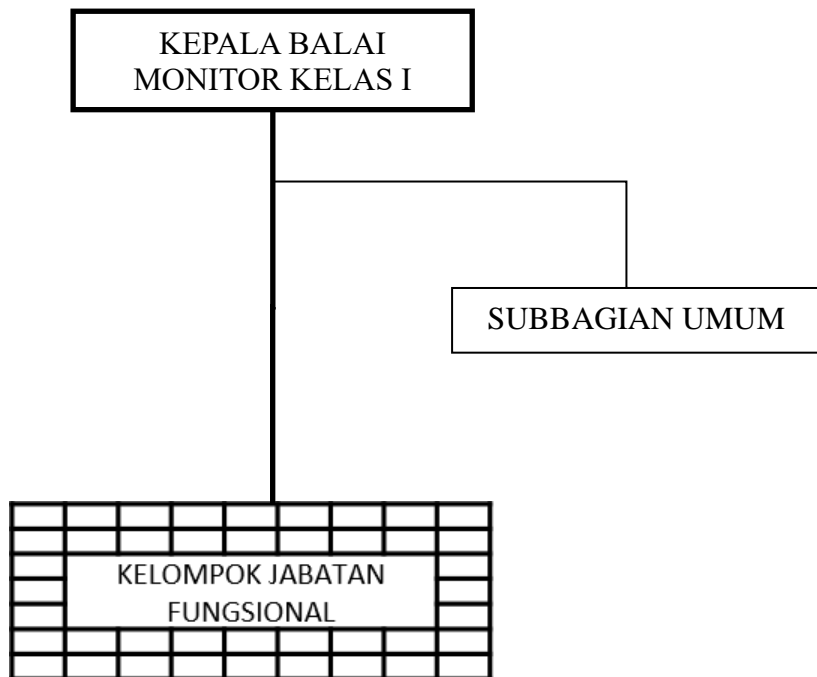 KEPALA BALAI
MONITOR KELAS I
SUBBAGIAN UMUM
KELOMPOK JABATAN
FUNGSIONAL